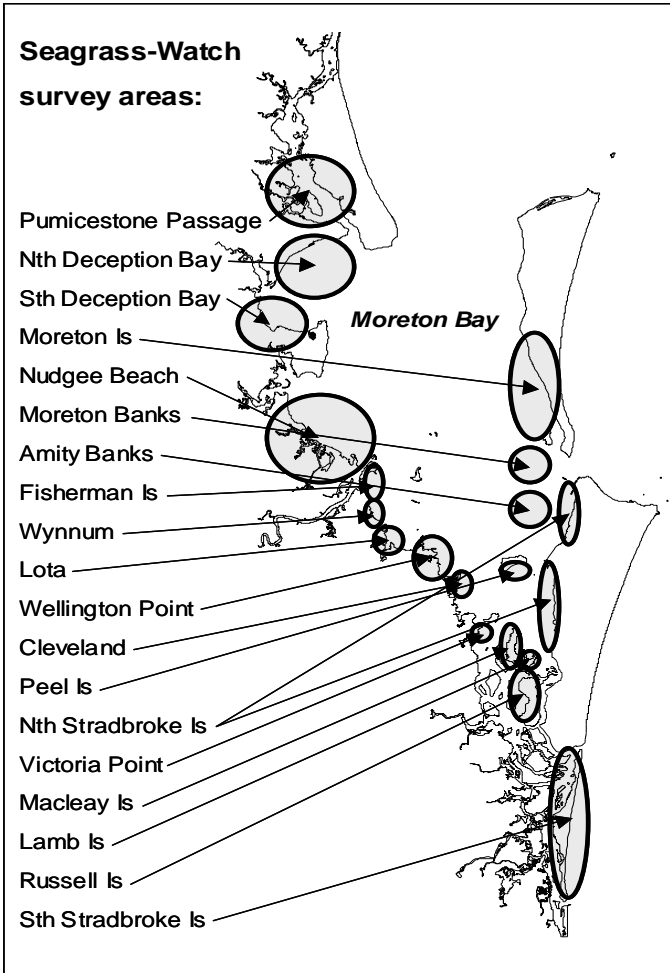 Seagrass-Watch
survey areas:
Pumicestone Passage
Nth Deception Bay
Sth Deception Bay
Moreton Bay
Moreton Is
Nudgee Beach
Moreton Banks
Amity Banks
Fisherman Is
Wynnum
Lota
Wellington Point
Cleveland
Peel Is
Nth Stradbroke Is
Victoria Point
Macleay Is
Lamb Is
Russell Is
Sth Stradbroke Is